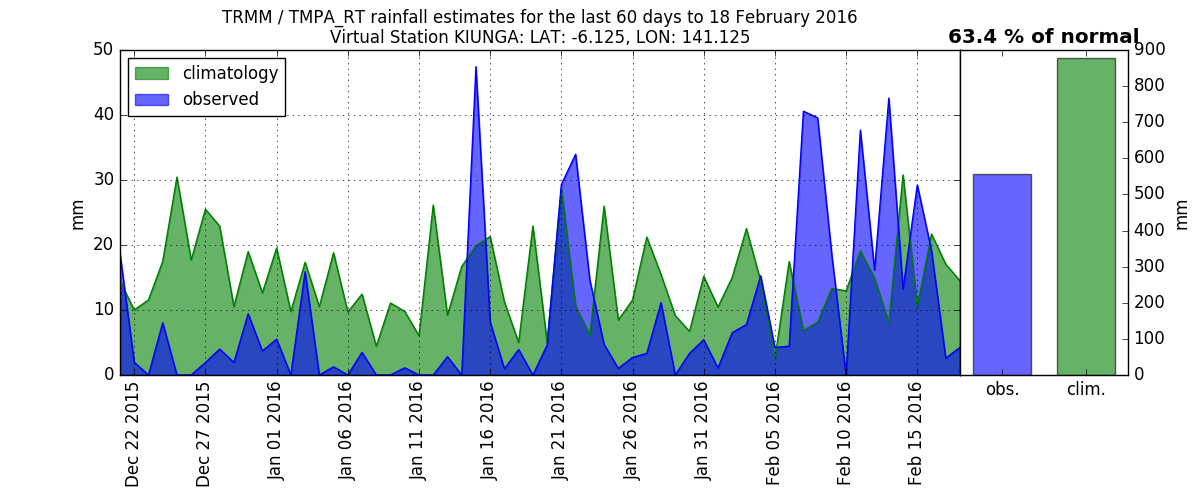 TRMM / TMPA_RT rainfall estimates for the last 60 days to 18 February 2016
Virtual Station KIUNGA: LAT: -6.125, LON: 141.125
63.4 % of normal
climatology
observed
50
40
30
20
10
0
mm
Dec 22 2015
Dec 27 2015
Jan 01 2016
Jan 06 2016
Jan 11 2016
Jan 16 2016
Jan 21 2016
Jan 26 2016
Jan 31 2016
Feb 05 2016
Feb 10 2016
Feb 15 2016
obs.
clim.
900
800
700
600
500
400
300
200
100
0
mm